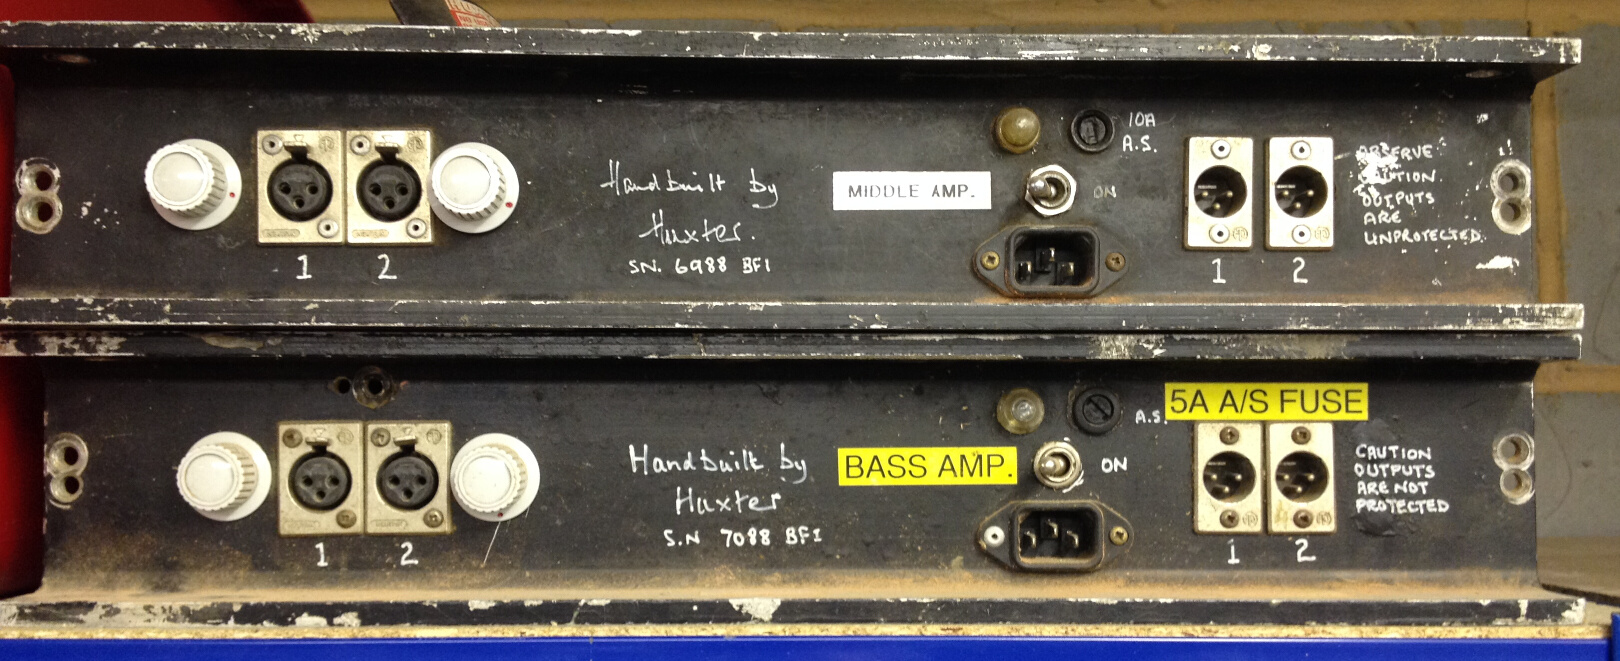 10A
A.S.
Handbuilt by
Huxter.
SN. 6988 BFI
MIDDLE AMP.
ON
OBSERVE
CAUTION.
OUTPUTS
ARE
UNPROTECTED.
1 2
1 2
5A A/S FUSE
A.S.
Handbuilt by
Huxter
S.N 7088 BFI
BASS AMP.
ON
CAUTION
OUTPUTS
ARE NOT
PROTECTED
1 2
1 2